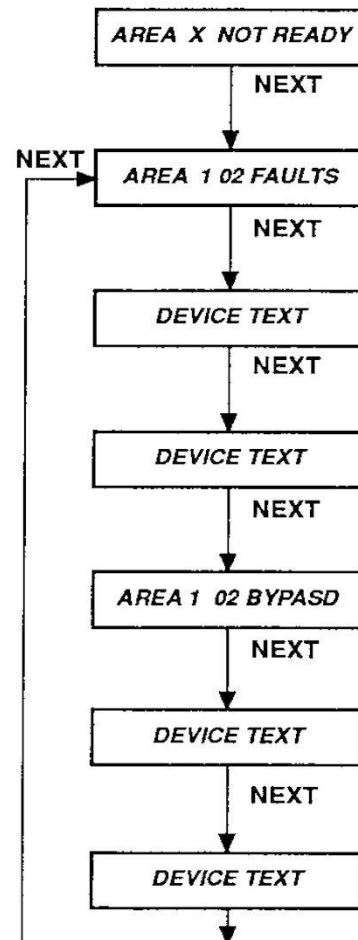 AREA X NOT READY
NEXT
NEXT
AREA 1 02 FAULTS
NEXT
DEVICE TEXT
NEXT
DEVICE TEXT
NEXT
AREA 1 02 BYPASD
NEXT
DEVICE TEXT
NEXT
DEVICE TEXT